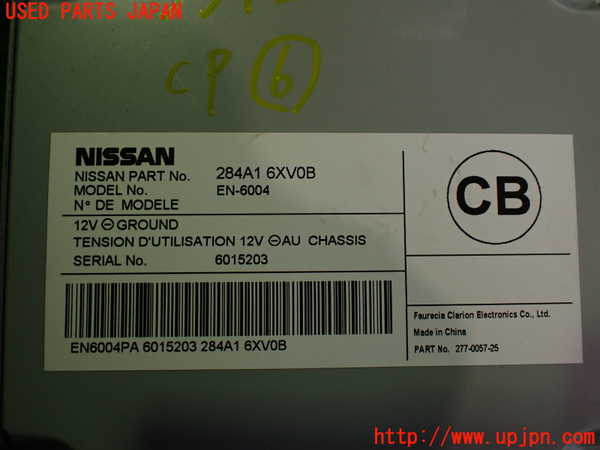 USED PARTS JAPAN
CP 6
NISSAN
NISSAN PART No. 284A1 6XV0B
MODEL No. EN-6004
N° DE MODELE
12V ⊖ GROUND
TENSION D'UTILISATION 12V ⊖ AU CHASSIS
SERIAL No. 6015203
EN6004PA 6015203 284A1 6XV0B
CB
Faurecia Clarion Electronics Co., Ltd.
Made in China
PART No. 277-0057-25
http://www.upjpn.com/